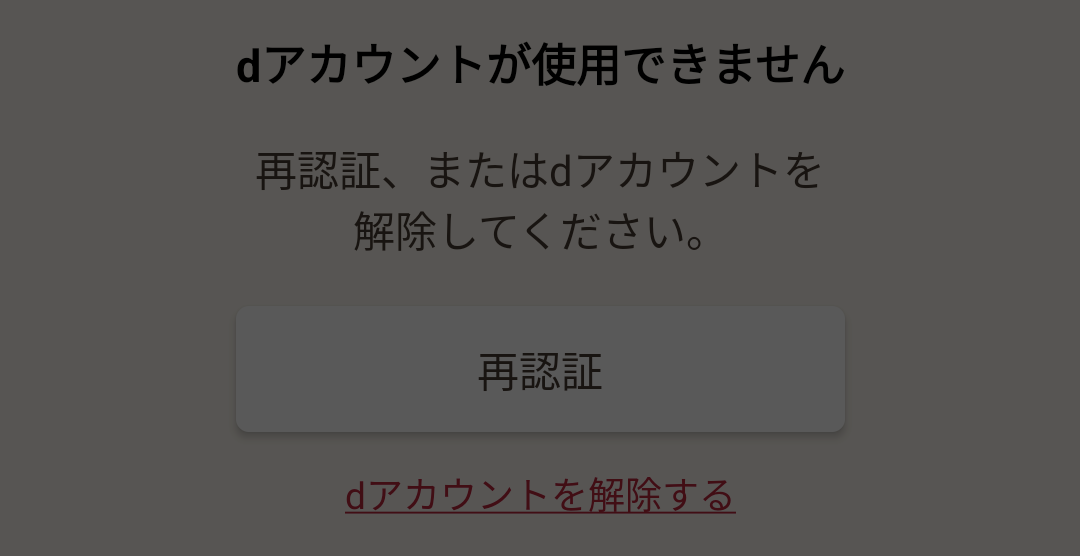 dアカウントが使用できません
再認証、またはdアカウントを
解除してください。
再認証
dアカウントを解除する